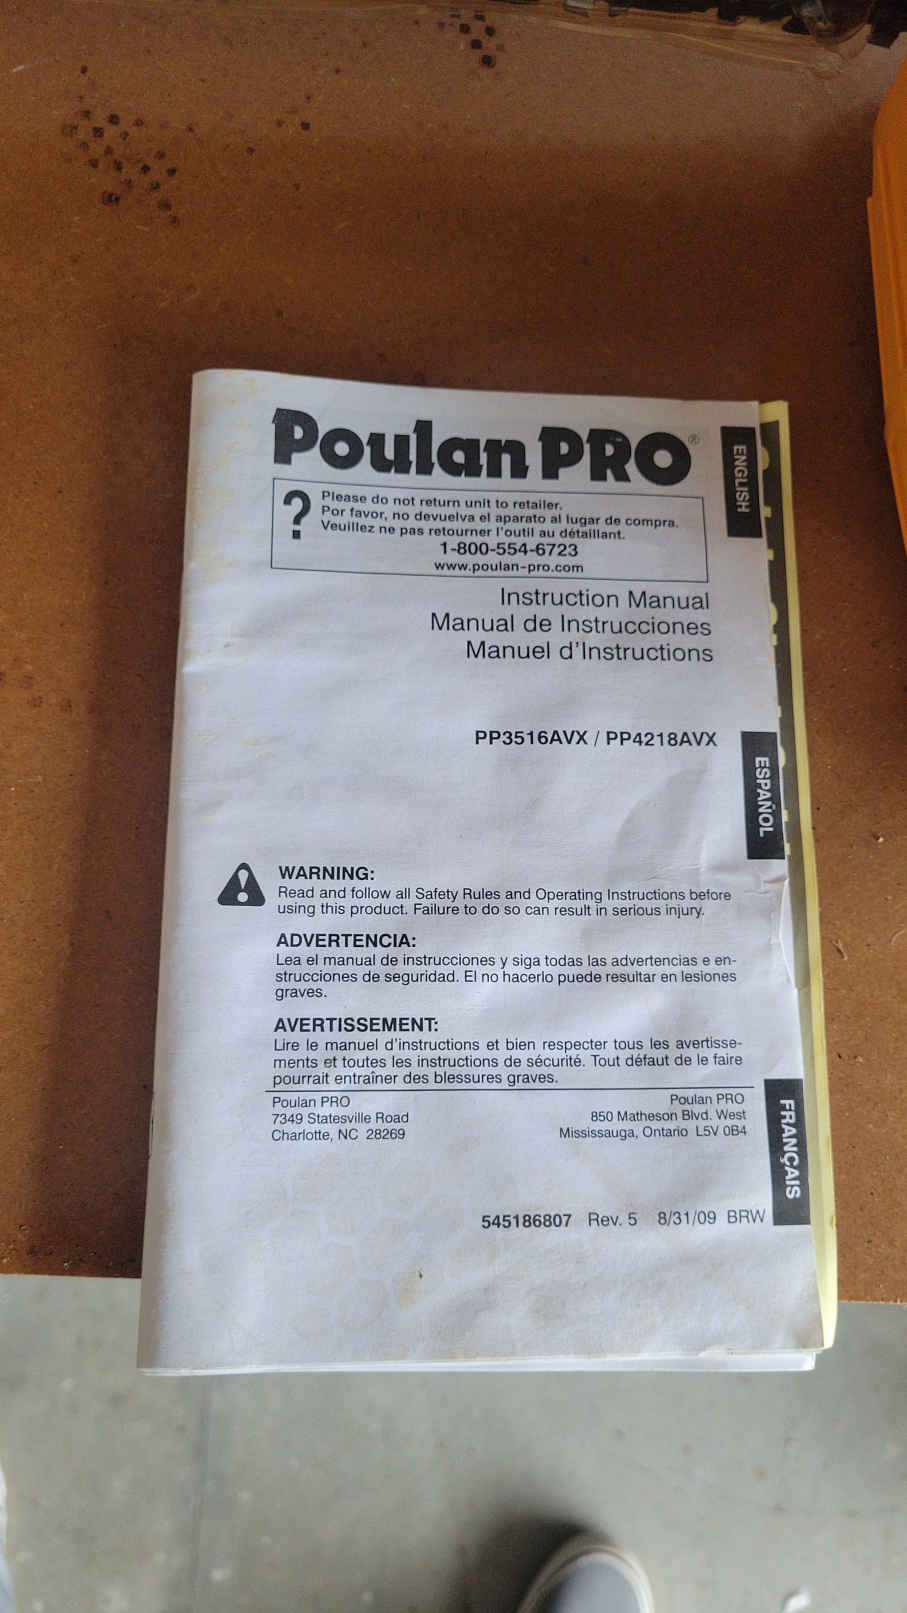 Poulan PRO®
ENGLISH
?
Please do not return unit to retailer.
Por favor, no devuelva el aparato al lugar de compra.
Veuillez ne pas retourner l'outil au détaillant.
1-800-554-6723
www.poulan-pro.com
Instruction Manual
Manual de Instrucciones
Manuel d'Instructions
PP3516AVX / PP4218AVX
ESPAÑOL
WARNING:
Read and follow all Safety Rules and Operating Instructions before
using this product. Failure to do so can result in serious injury.
ADVERTENCIA:
Lea el manual de instrucciones y siga todas las advertencias e en-
strucciones de seguridad. El no hacerlo puede resultar en lesiones
graves.
AVERTISSEMENT:
Lire le manuel d'instructions et bien respecter tous les avertisse-
ments et toutes les instructions de sécurité. Tout défaut de le faire
pourrait entraîner des blessures graves.
Poulan PRO
7349 Statesville Road
Charlotte, NC 28269
Poulan PRO
850 Matheson Blvd. West
Mississauga, Ontario L5V 0B4
FRANÇAIS
545186807 Rev. 5 8/31/09 BRW